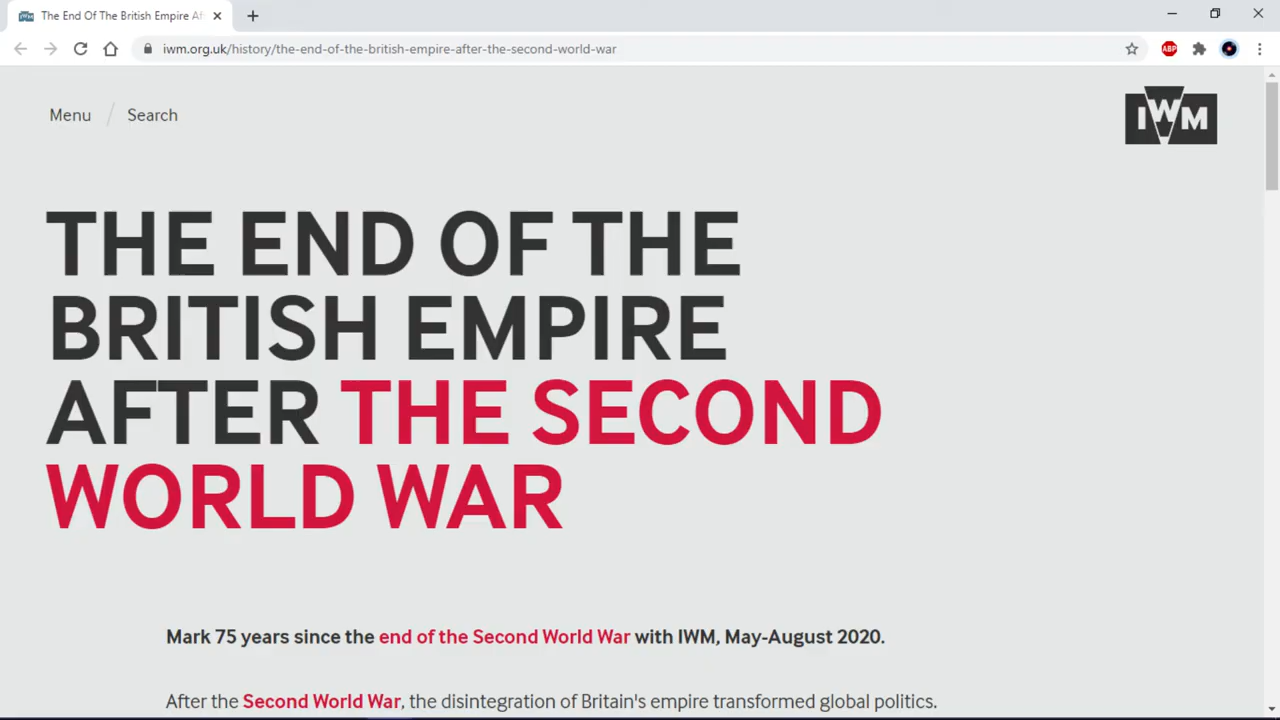 The End Of The British Empire Af
iwm.org.uk/history/the-end-of-the-british-empire-after-the-second-world-war
ABP
Menu / Search
IWM
THE END OF THE
BRITISH EMPIRE
AFTER THE SECOND
WORLD WAR
Mark 75 years since the end of the Second World War with IWM, May-August 2020.
After the Second World War, the disintegration of Britain's empire transformed global politics.